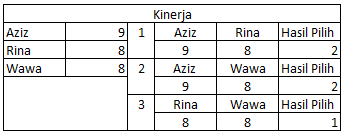 Kinerja
Aziz 9 1 Aziz Rina Hasil Pilih
Rina 8 9 8 2
Wawa 8 2 Aziz Wawa Hasil Pilih
9 8 2
3 Rina Wawa Hasil Pilih
8 8 1